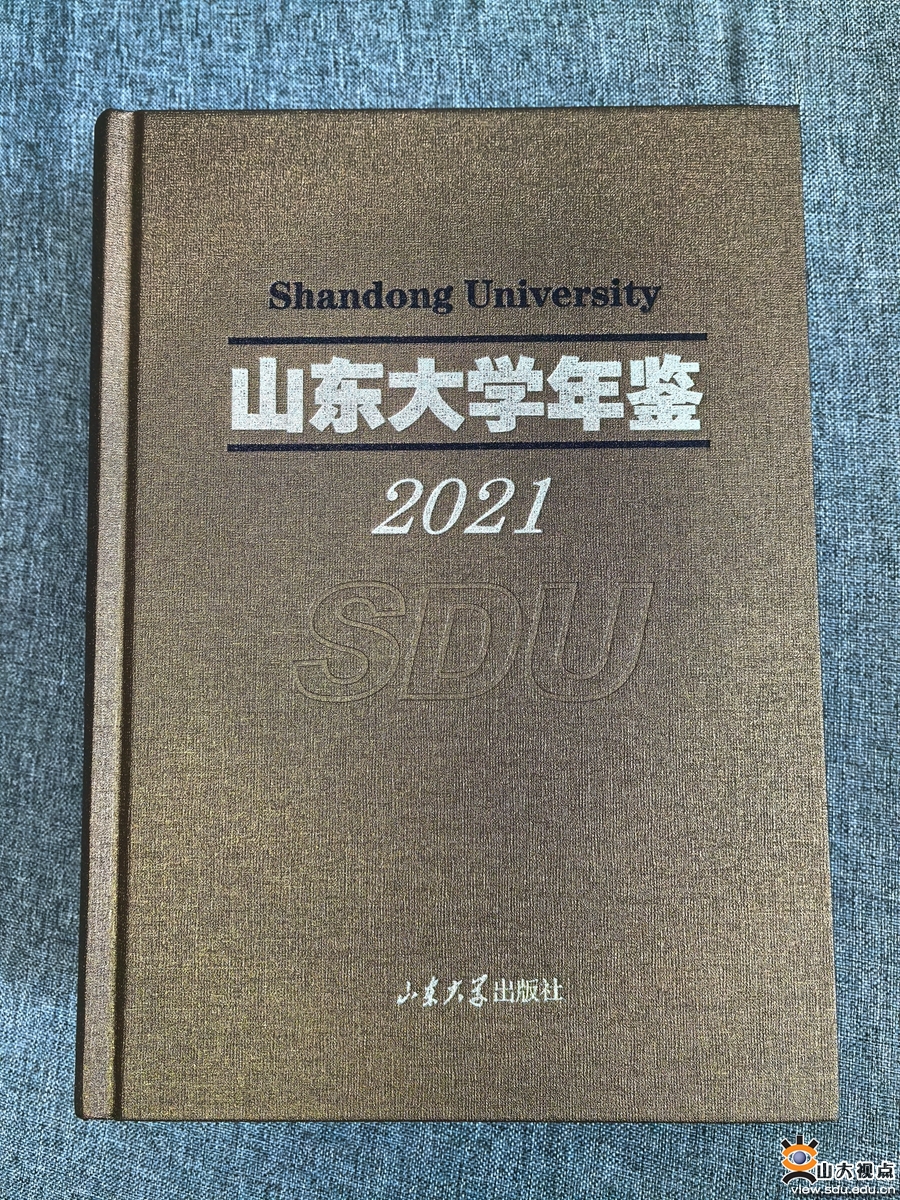 Shandong University
山东大学年鉴
2021
SDU
山东大学出版社
山大视点
view.sdu.edu.cn